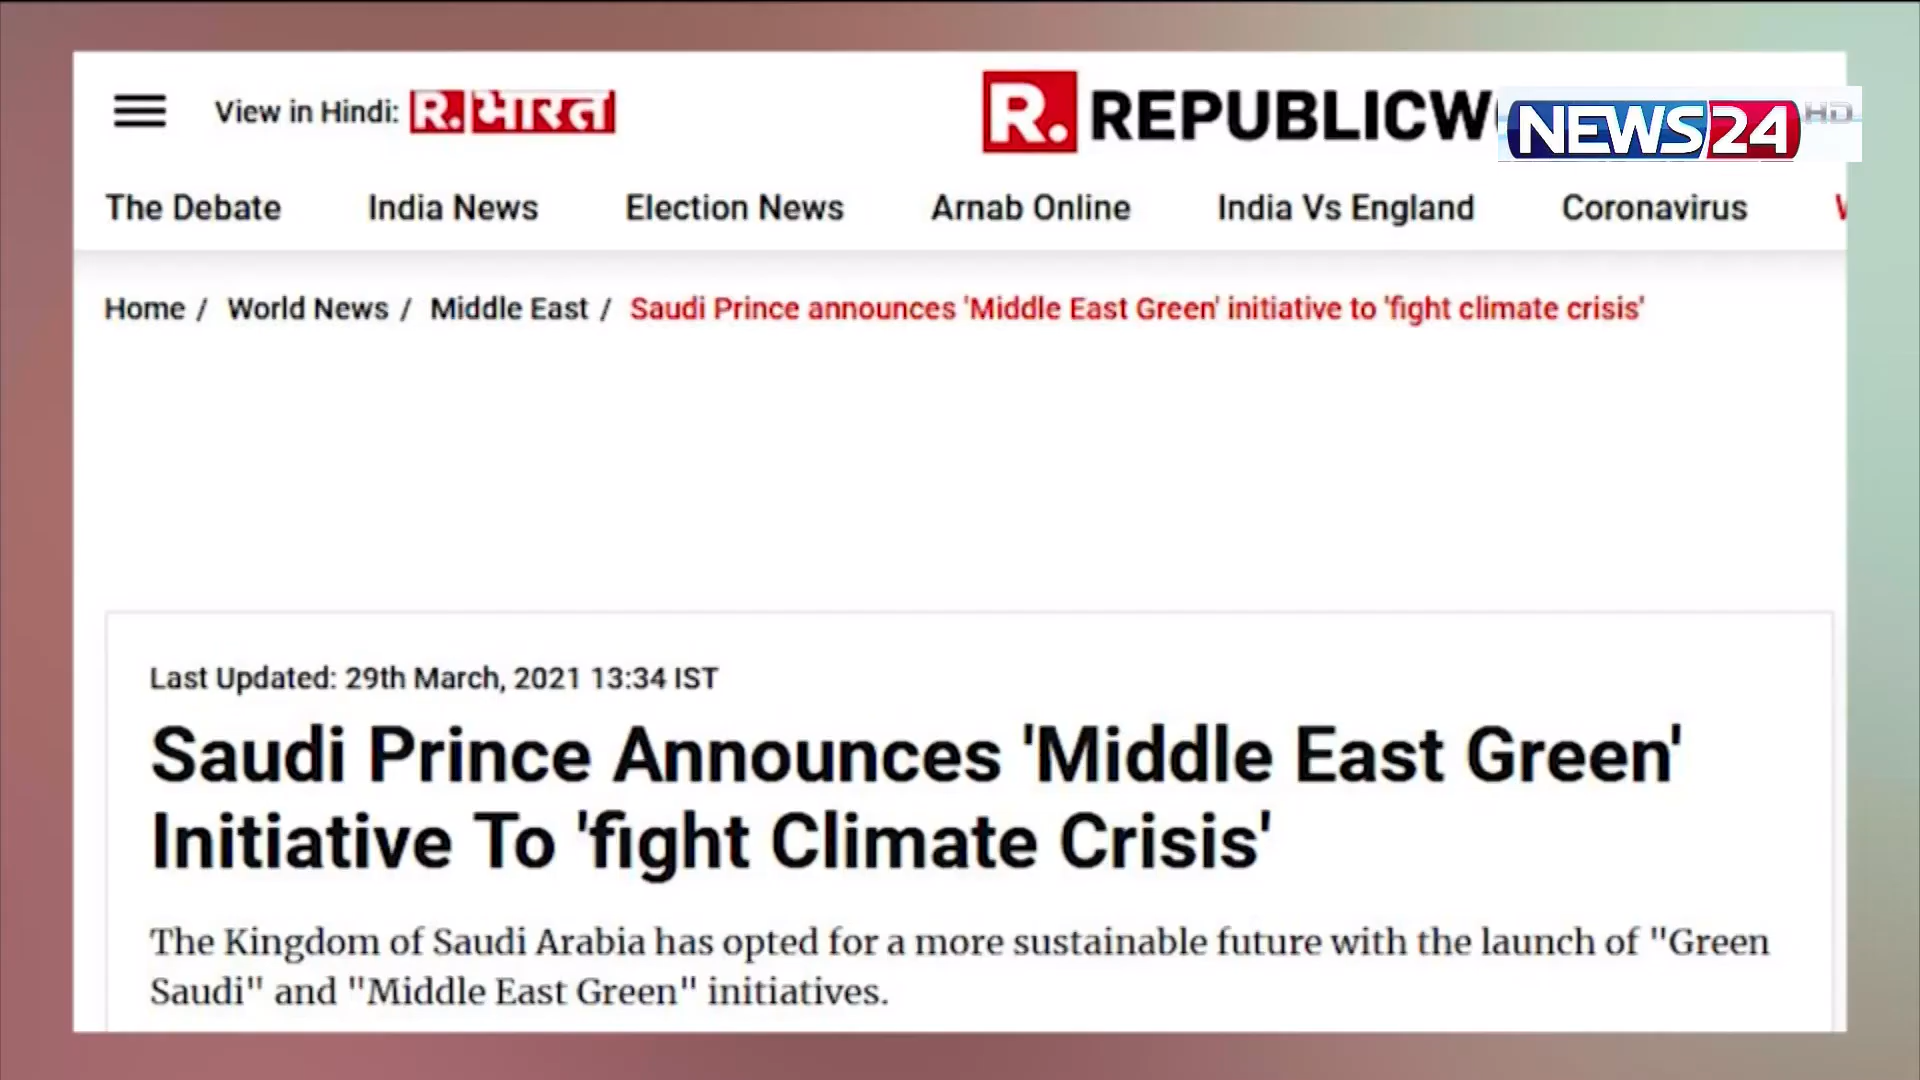 View in Hindi: R. भारत
R. REPUBLICW
NEWS24 HD
The Debate India News Election News Arnab Online India Vs England Coronavirus
Home / World News / Middle East / Saudi Prince announces 'Middle East Green' initiative to 'fight climate crisis'
Last Updated: 29th March, 2021 13:34 IST
Saudi Prince Announces 'Middle East Green'
Initiative To 'fight Climate Crisis'
The Kingdom of Saudi Arabia has opted for a more sustainable future with the launch of "Green
Saudi" and "Middle East Green" initiatives.